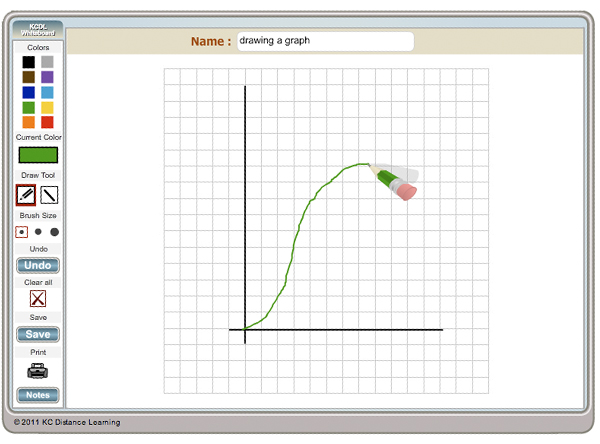 KCDL
Whiteboard
Name :
drawing a graph
Colors
Current Color
Draw Tool
Brush Size
Undo
Undo
Clear all
Save
Save
Print
Notes
© 2011 KC Distance Learning